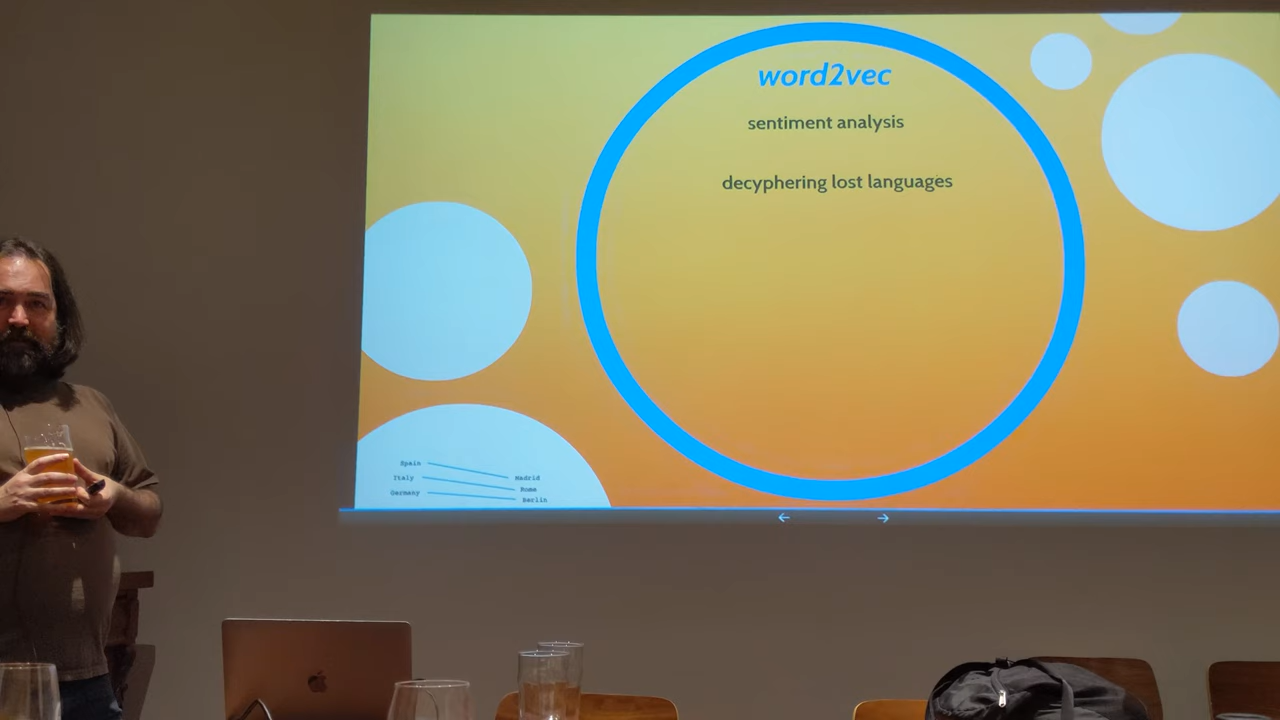 word2vec
sentiment analysis
decyphering lost languages
Spain Madrid
Italy Rome
Germany Berlin